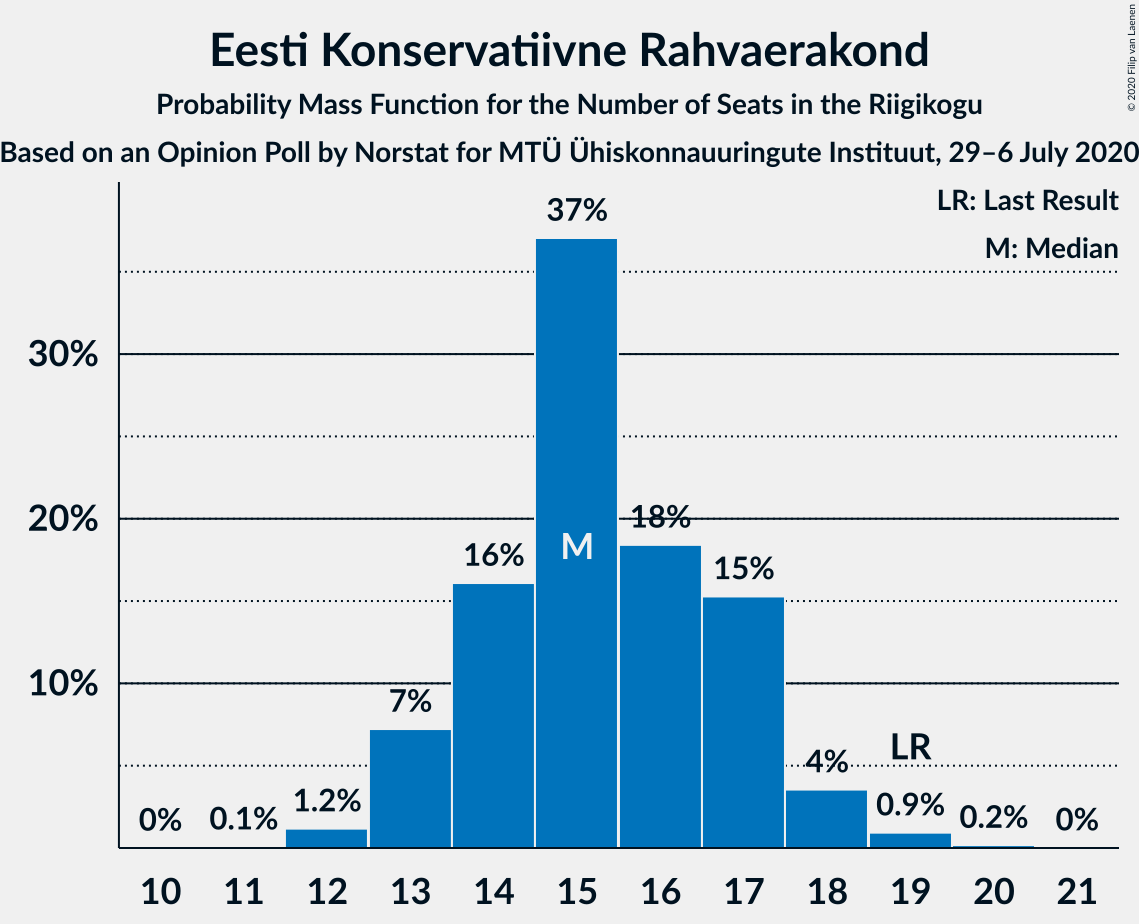 Eesti Konservatiivne Rahvaerakond
Probability Mass Function for the Number of Seats in the Riigikogu
Based on an Opinion Poll by Norstat for MTÜ Ühiskonnauuringute Instituut, 29–6 July 2020
© 2020 Filip van Laenen
LR: Last Result
M: Median
37%
30%
20%
18%
M
16%
15%
10%
7%
LR
4%
1.2%
0.9%
0%
0.1%
0.2%
0%
10 11 12 13 14 15 16 17 18 19 20 21